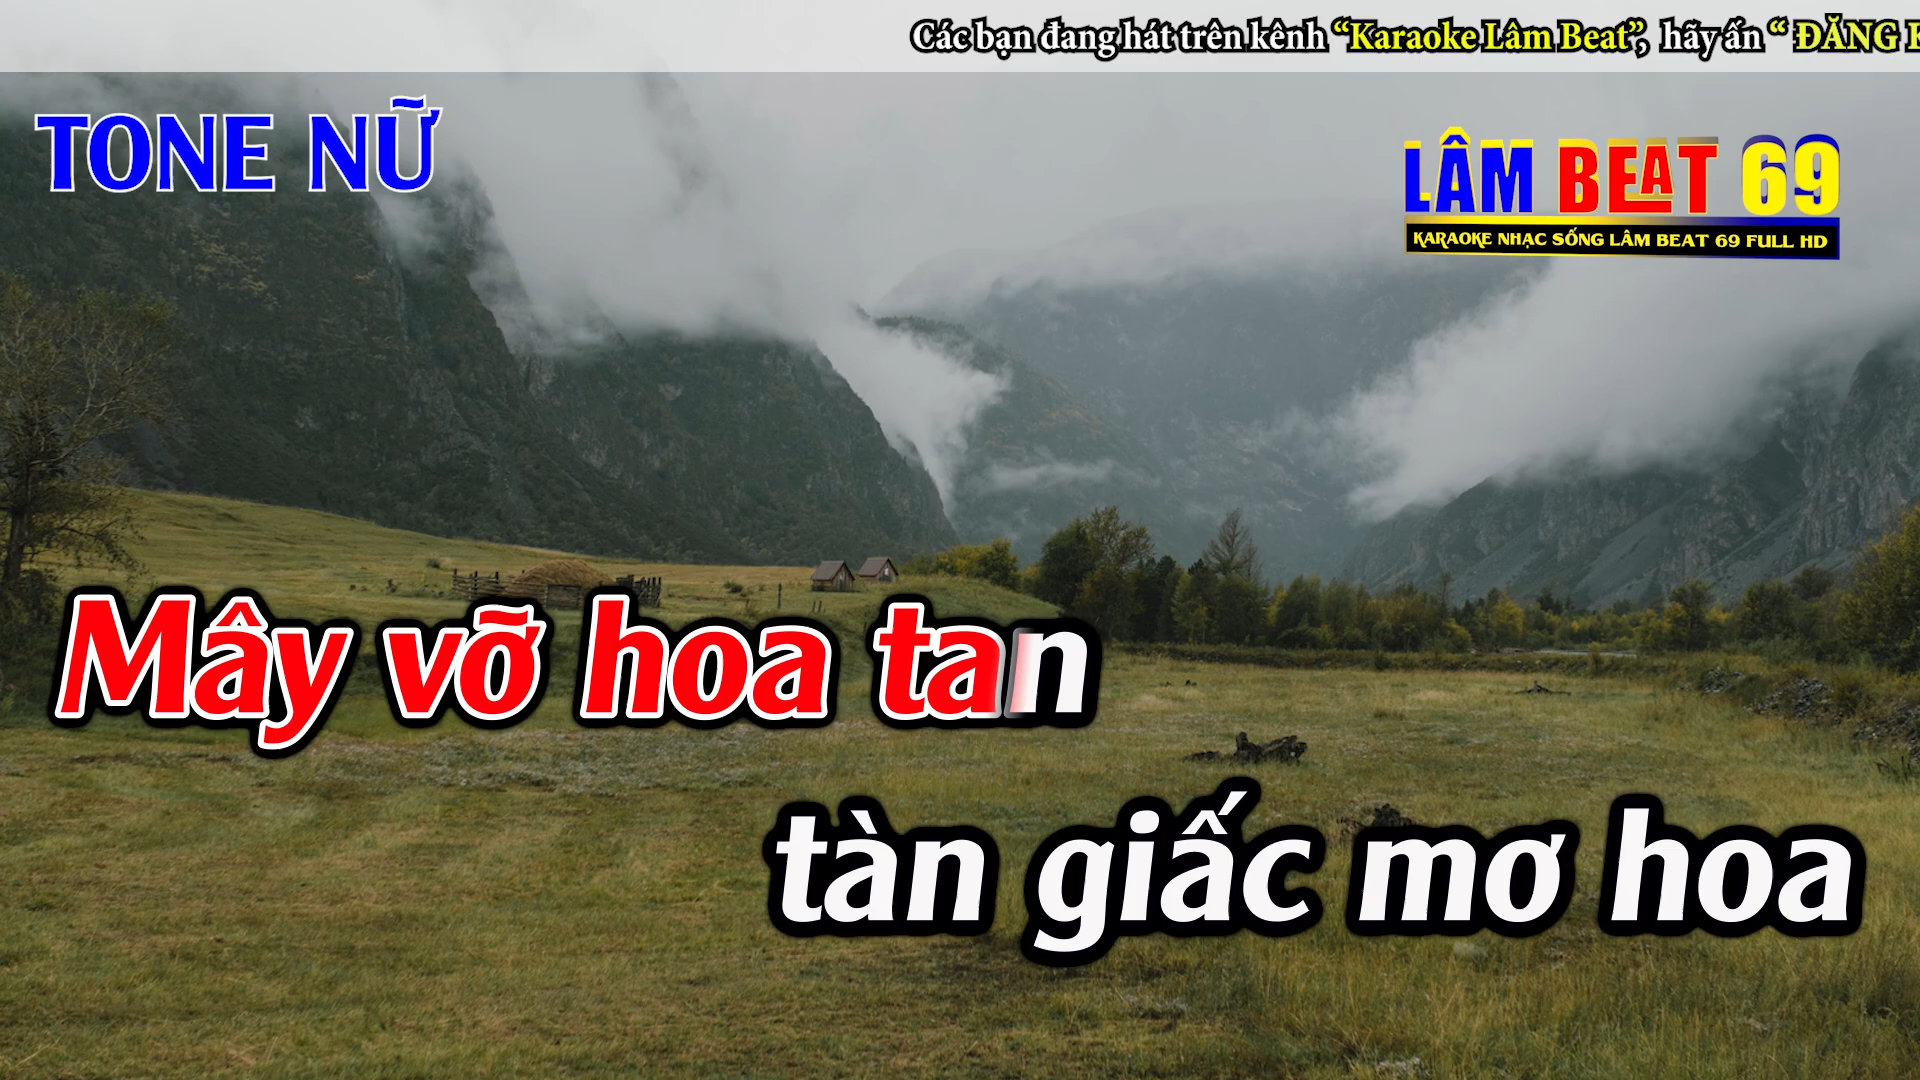 Các bạn đang hát trên kênh “Karaoke Lâm Beat”, hãy ấn “ ĐĂNG
TONE NỮ
LÂM BEAT 69
KARAOKE NHẠC SỐNG LÂM BEAT 69 FULL HD
Mây vỡ hoa tan
tàn giấc mơ hoa